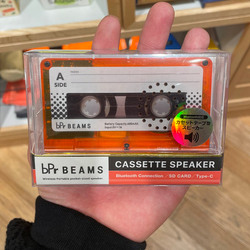 A
SIDE
bPr BEAMS
カセットテープ型
スピーカー
bPr BEAMS
CASSETTE SPEAKER
Bluetooth Connection / SD CARD / Type-C